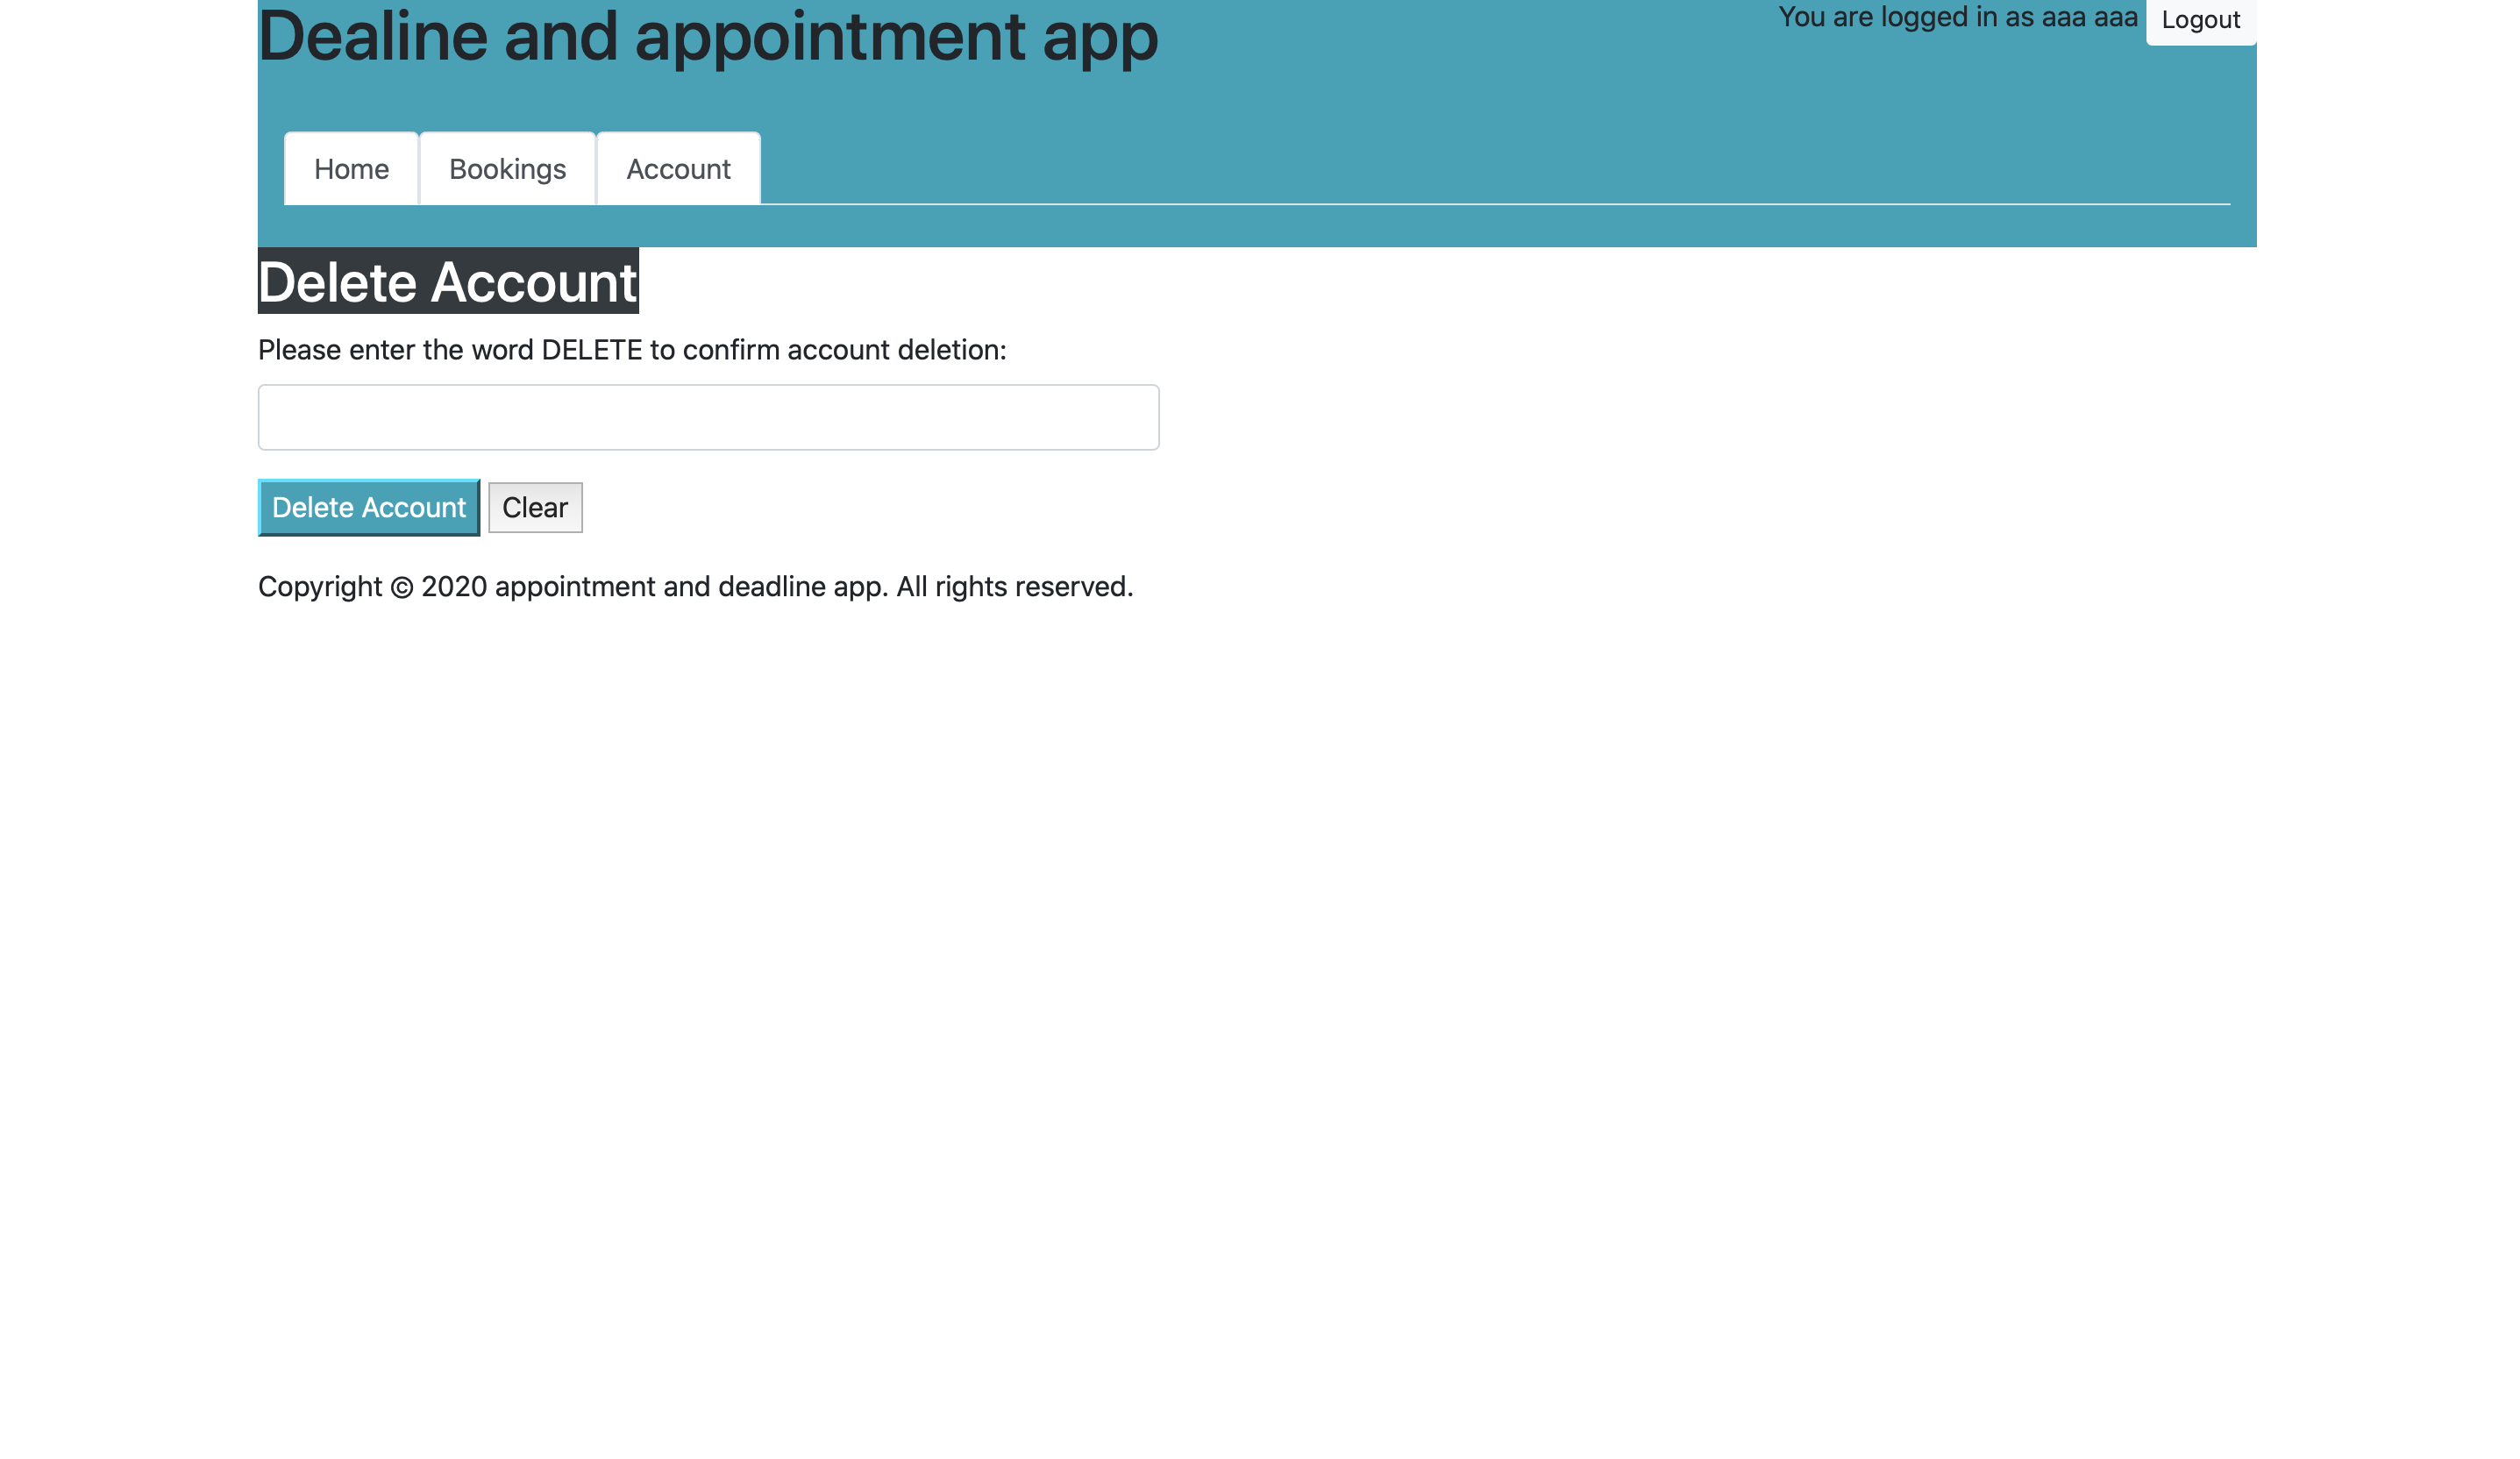 Dealine and appointment app
You are logged in as aaa aaa Logout
Home Bookings Account
Delete Account
Please enter the word DELETE to confirm account deletion:
Delete Account Clear
Copyright © 2020 appointment and deadline app. All rights reserved.